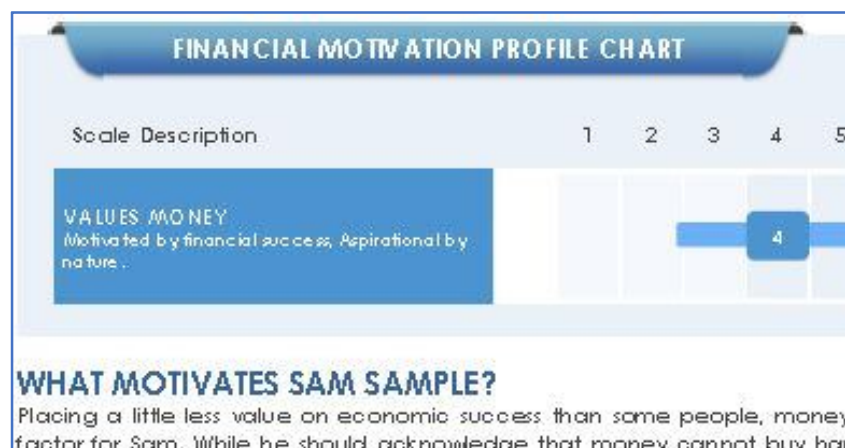 FINANCIAL MOTIVATION PROFILE CHART
Scale Description 1 2 3 4 5
VALUES MONEY
Motivated by financial success, Aspirational by
nature.
4
WHAT MOTIVATES SAM SAMPLE?
Placing a little less value on economic success than some people, money
factor for Sam. While he should acknowledge that money cannot buy